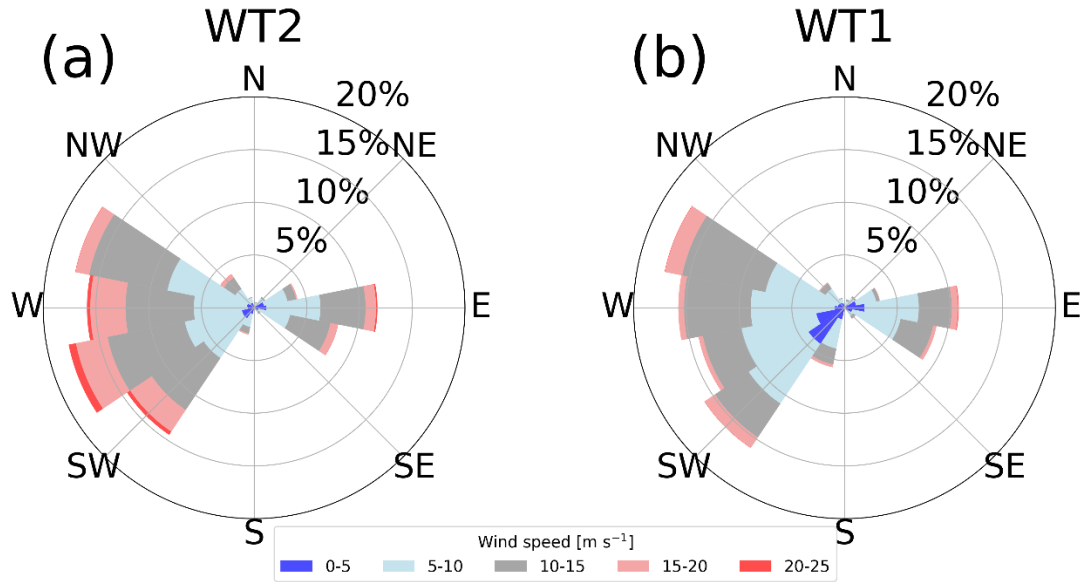 (a) WT2
N
NE
E
SE
S
SW
W
NW
20%
15%
10%
5%
(b) WT1
N
NE
E
SE
S
SW
W
NW
20%
15%
10%
5%
Wind speed [m s⁻¹]
0-5 5-10 10-15 15-20 20-25